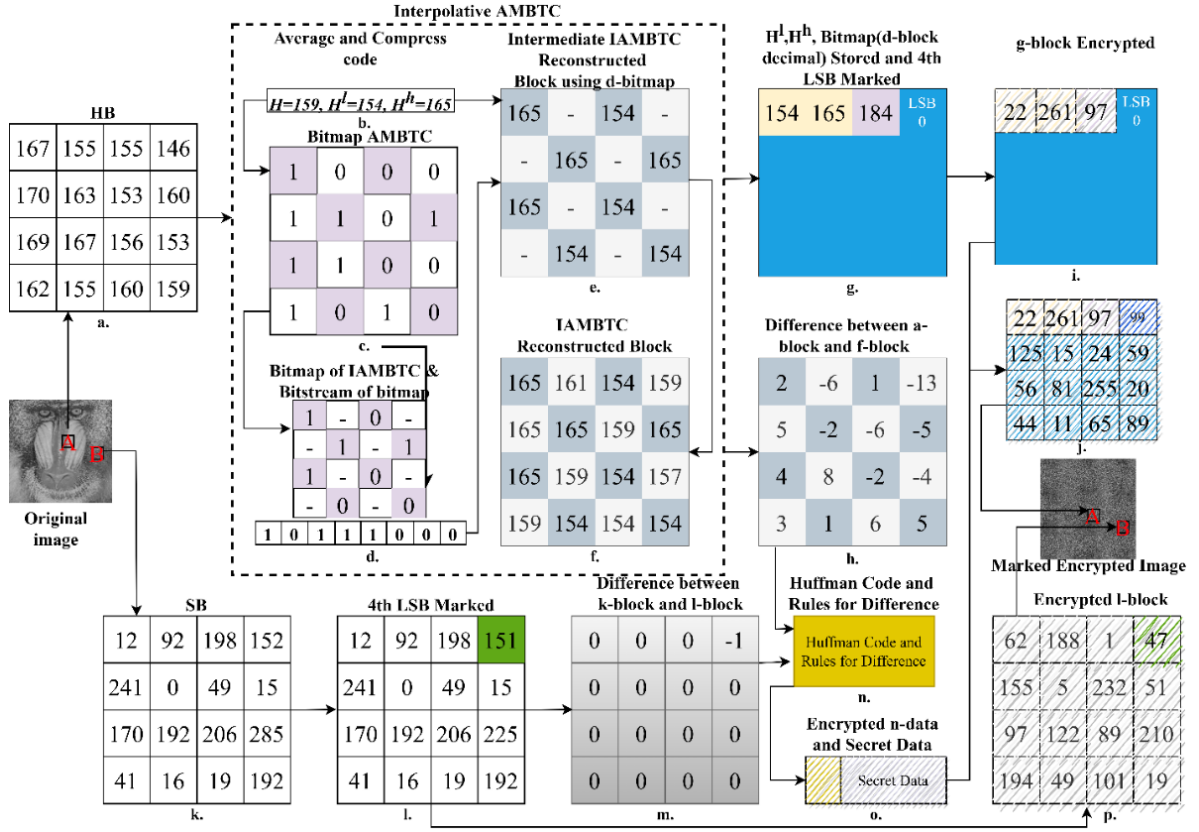 Interpolative AMBTC
Average and Compress
code
H=159, H^l=154, H^h=165
b.
Bitmap AMBTC
1 0 0 0
1 1 0 1
1 1 0 0
1 0 1 0
c.
Bitmap of IAMBTC &
Bitstream of bitmap
1 - 0 -
- 1 - 1
1 - 0 -
- 0 - 0
1 0 1 1 1 0 0 0
d.
Intermediate IAMBTC
Reconstructed
Block using d-bitmap
165 - 154 -
- 165 - 165
165 - 154 -
- 154 - 154
e.
IAMBTC
Reconstructed Block
165 161 154 159
165 165 159 165
165 159 154 157
159 154 154 154
f.
HB
167 155 155 146
170 163 153 160
169 167 156 153
162 155 160 159
a.
A
B
Original
image
H^l,H^h, Bitmap(d-block
decimal) Stored and 4th
LSB Marked
154 165 184 LSB
0
g.
g-block Encrypted
22 261 97 LSB
0
i.
Difference between a-
block and f-block
2 -6 1 -13
5 -2 -6 -5
4 8 -2 -4
3 1 6 5
h.
22 261 97 99
125 15 24 59
56 81 255 20
44 11 65 89
j.
A
B
Marked Encrypted Image
SB
12 92 198 152
241 0 49 15
170 192 206 285
41 16 19 192
k.
4th LSB Marked
12 92 198 151
241 0 49 15
170 192 206 225
41 16 19 192
l.
Difference between
k-block and l-block
0 0 0 -1
0 0 0 0
0 0 0 0
0 0 0 0
m.
Huffman Code and
Rules for Difference
Huffman Code and
Rules for Difference
n.
Encrypted n-data
and Secret Data
Secret Data
o.
Encrypted l-block
62 188 1 47
155 5 232 51
97 122 89 210
194 49 101 19
p.